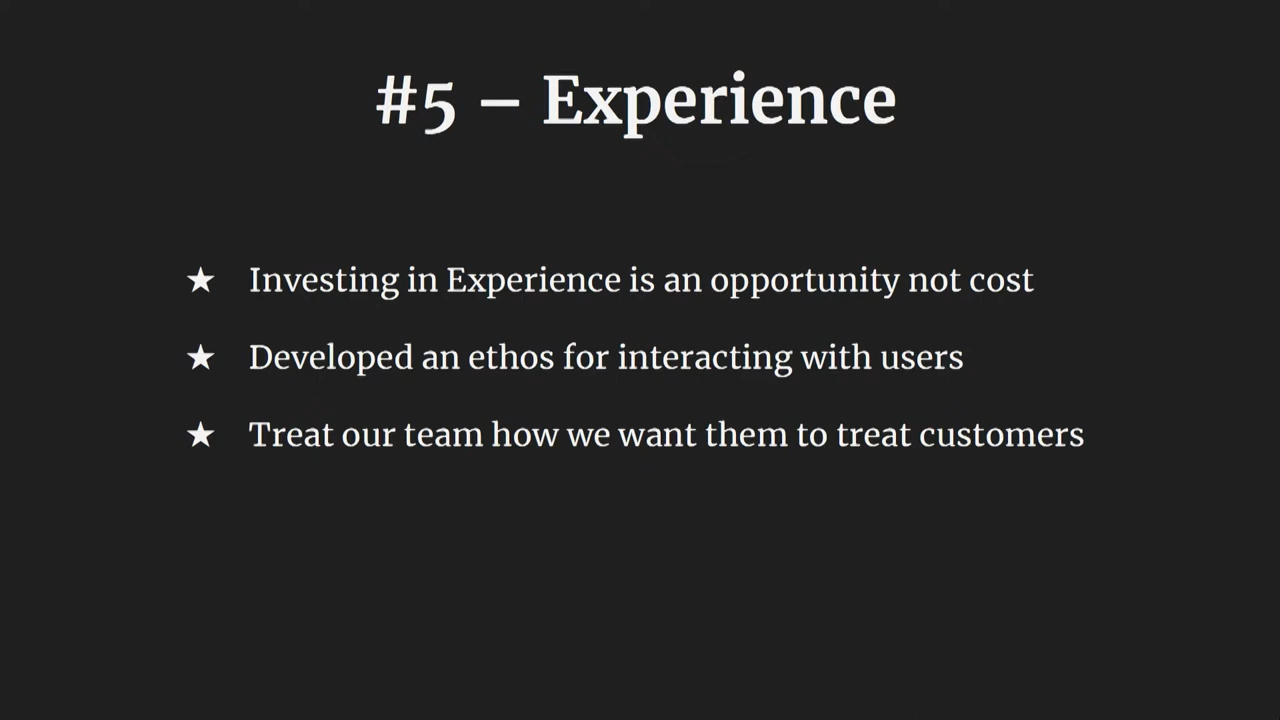 #5 – Experience
★ Investing in Experience is an opportunity not cost
★ Developed an ethos for interacting with users
★ Treat our team how we want them to treat customers